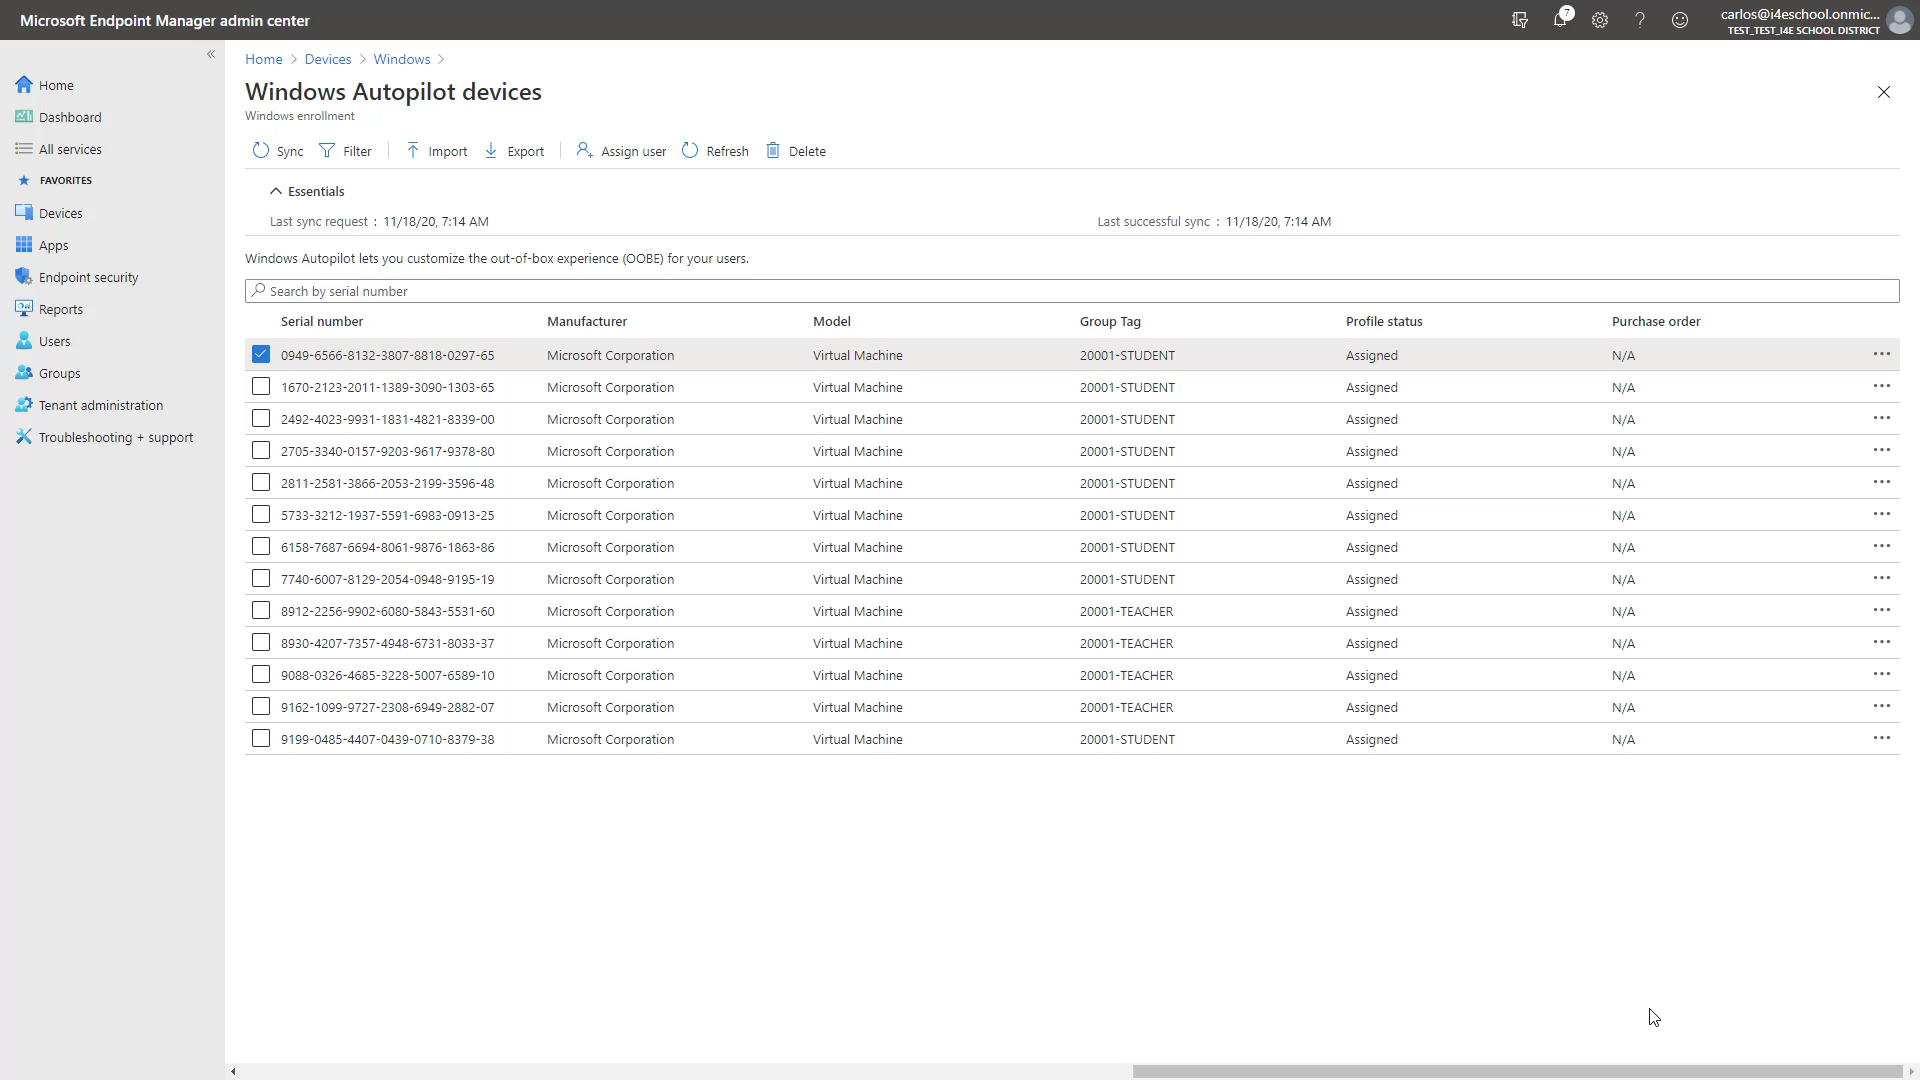 Microsoft Endpoint Manager admin center
7
carlos@i4eschool.onmic...
TEST_TEST_I4E SCHOOL DISTRICT
«
Home
Dashboard
All services
FAVORITES
Devices
Apps
Endpoint security
Reports
Users
Groups
Tenant administration
Troubleshooting + support
Home > Devices > Windows >
Windows Autopilot devices
Windows enrollment
Sync Filter Import Export Assign user Refresh Delete
Essentials
Last sync request : 11/18/20, 7:14 AM Last successful sync : 11/18/20, 7:14 AM
Windows Autopilot lets you customize the out-of-box experience (OOBE) for your users.
Search by serial number
Serial number Manufacturer Model Group Tag Profile status Purchase order
0949-6566-8132-3807-8818-0297-65 Microsoft Corporation Virtual Machine 20001-STUDENT Assigned N/A ...
1670-2123-2011-1389-3090-1303-65 Microsoft Corporation Virtual Machine 20001-STUDENT Assigned N/A ...
2492-4023-9931-1831-4821-8339-00 Microsoft Corporation Virtual Machine 20001-STUDENT Assigned N/A ...
2705-3340-0157-9203-9617-9378-80 Microsoft Corporation Virtual Machine 20001-STUDENT Assigned N/A ...
2811-2581-3866-2053-2199-3596-48 Microsoft Corporation Virtual Machine 20001-STUDENT Assigned N/A ...
5733-3212-1937-5591-6983-0913-25 Microsoft Corporation Virtual Machine 20001-STUDENT Assigned N/A ...
6158-7687-6694-8061-9876-1863-86 Microsoft Corporation Virtual Machine 20001-STUDENT Assigned N/A ...
7740-6007-8129-2054-0948-9195-19 Microsoft Corporation Virtual Machine 20001-STUDENT Assigned N/A ...
8912-2256-9902-6080-5843-5531-60 Microsoft Corporation Virtual Machine 20001-TEACHER Assigned N/A ...
8930-4207-7357-4948-6731-8033-37 Microsoft Corporation Virtual Machine 20001-TEACHER Assigned N/A ...
9088-0326-4685-3228-5007-6589-10 Microsoft Corporation Virtual Machine 20001-TEACHER Assigned N/A ...
9162-1099-9727-2308-6949-2882-07 Microsoft Corporation Virtual Machine 20001-TEACHER Assigned N/A ...
9199-0485-4407-0439-0710-8379-38 Microsoft Corporation Virtual Machine 20001-STUDENT Assigned N/A ...